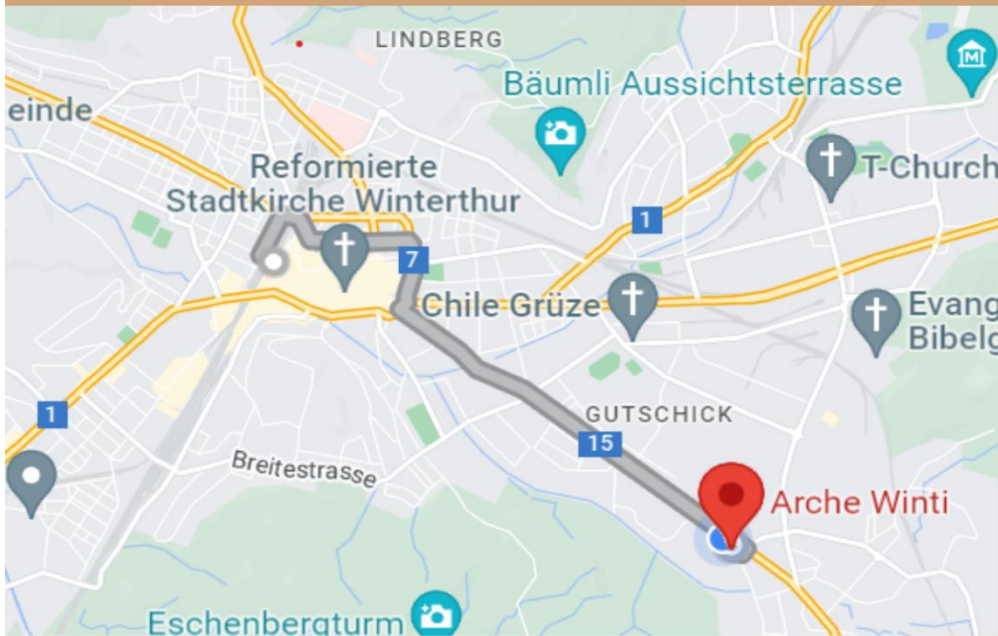 LINDBERG
Bäumli Aussichtsterrasse
M
einde
Reformierte
Stadtkirche Winterthur
T-Church
1
7
Chile Grüze
Evang
Bibelg
1
GUTSCHICK
15
Breitestrasse
Arche Winti
Eschenbergturm